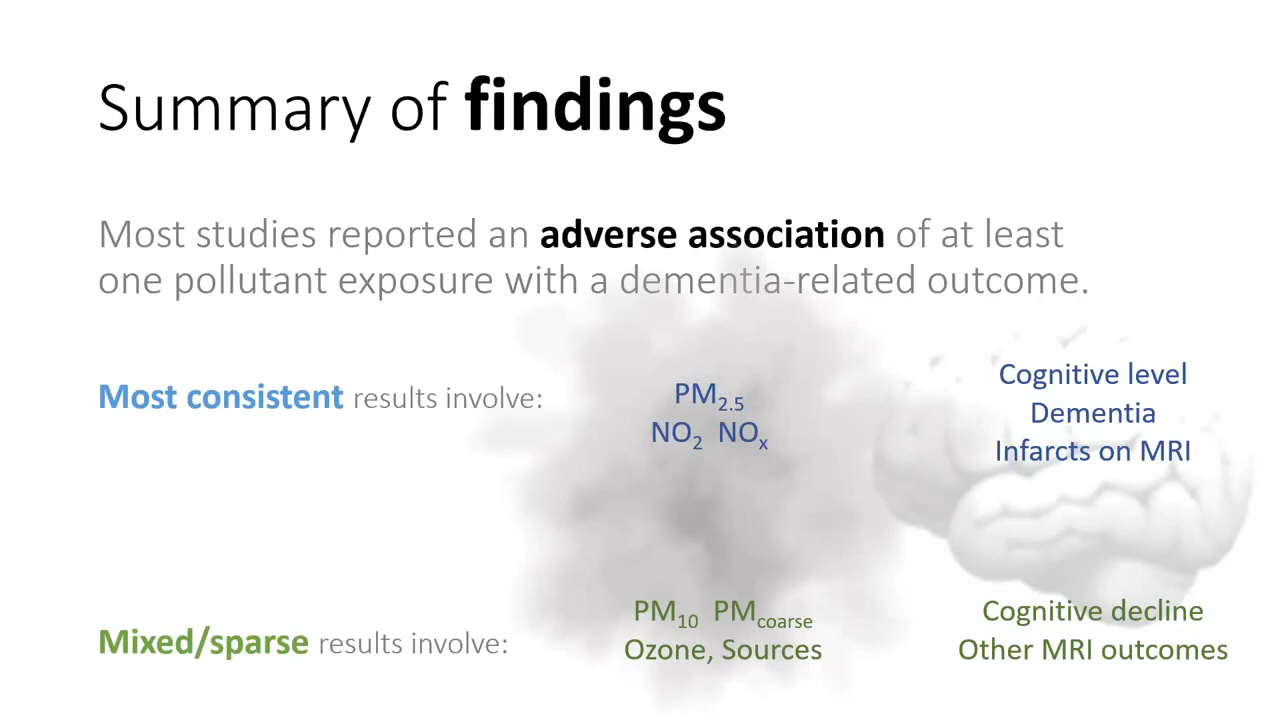 Summary of findings
Most studies reported an adverse association of at least
one pollutant exposure with a dementia-related outcome.
Most consistent results involve:
PM2.5
NO2 NOx
Cognitive level
Dementia
Infarcts on MRI
Mixed/sparse results involve:
PM10 PMcoarse
Ozone, Sources
Cognitive decline
Other MRI outcomes